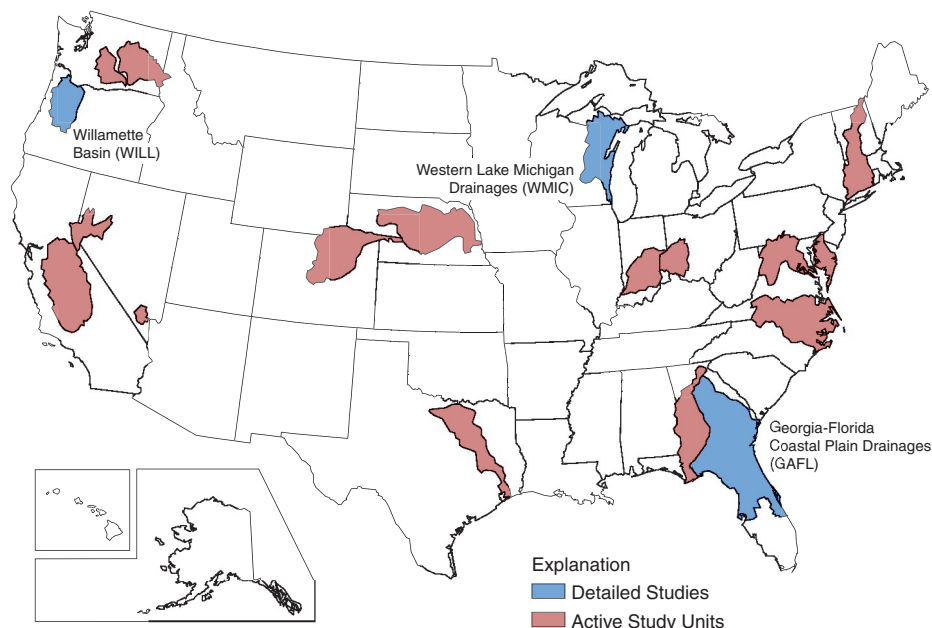 Willamette
Basin (WILL)
Western Lake Michigan
Drainages (WMIC)
Georgia-Florida
Coastal Plain Drainages
(GAFL)
Explanation
Detailed Studies
Active Study Units